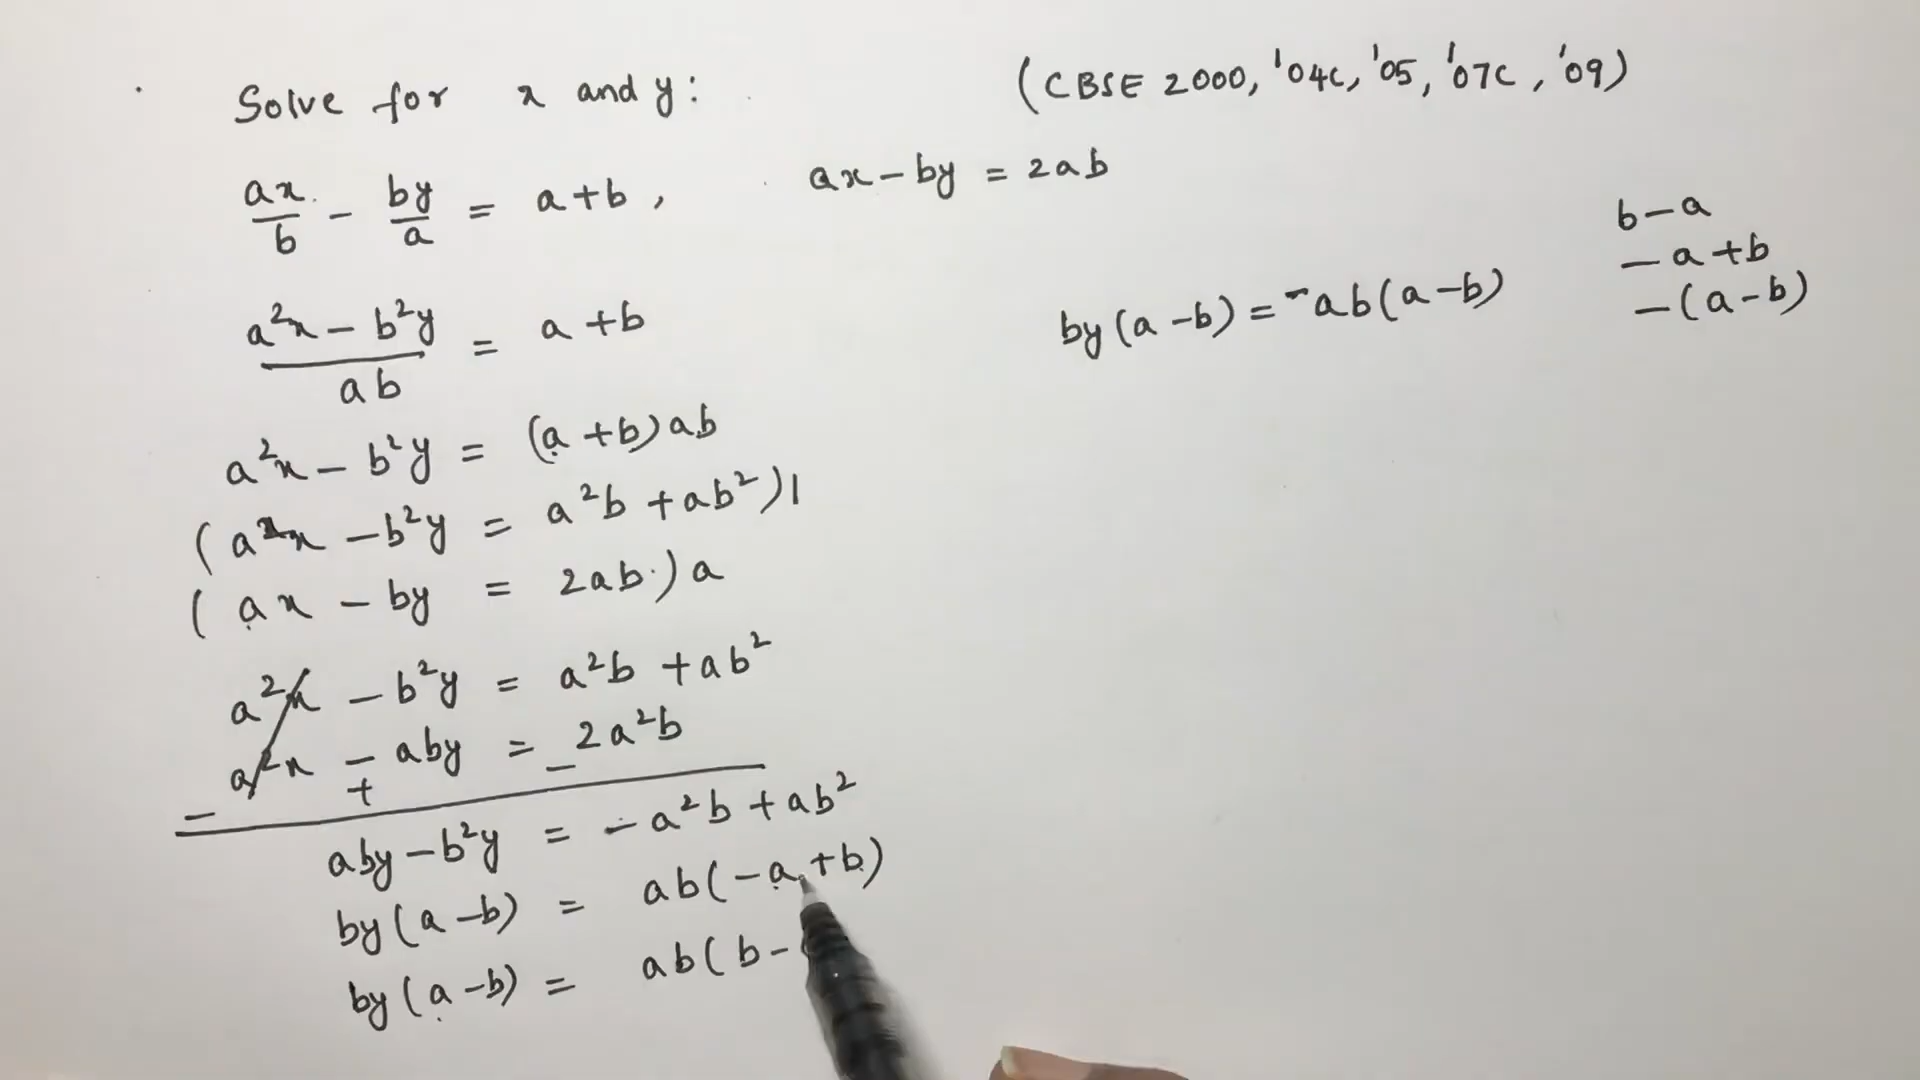 Solve for x and y: (CBSE 2000, '04C, '05, '07C, '09)
ax/b - by/a = a+b, ax-by = 2ab
a²x - b²y / ab = a+b
a²x - b²y = (a+b)ab
(a²x - b²y = a²b + ab²)1
(ax - by = 2ab.)a
a²x - b²y = a²b + ab²
a²x - aby = 2a²b
- + -
aby - b²y = -a²b + ab²
by(a-b) = ab(-a+b)
by(a-b) = ab(b-
by(a-b) = -ab(a-b)
b-a
-a+b
-(a-b)